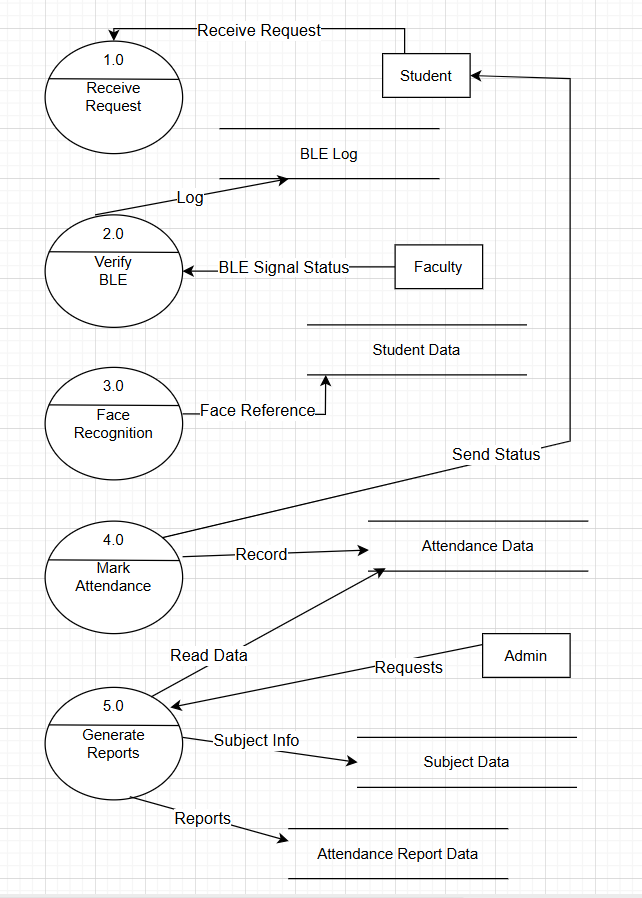 Receive Request
1.0
Receive
Request
Student
BLE Log
Log
2.0
Verify
BLE
BLE Signal Status
Faculty
Student Data
3.0
Face
Recognition
Face Reference
Send Status
4.0
Mark
Attendance
Record
Attendance Data
Read Data
Admin
Requests
5.0
Generate
Reports
Subject Info
Subject Data
Reports
Attendance Report Data